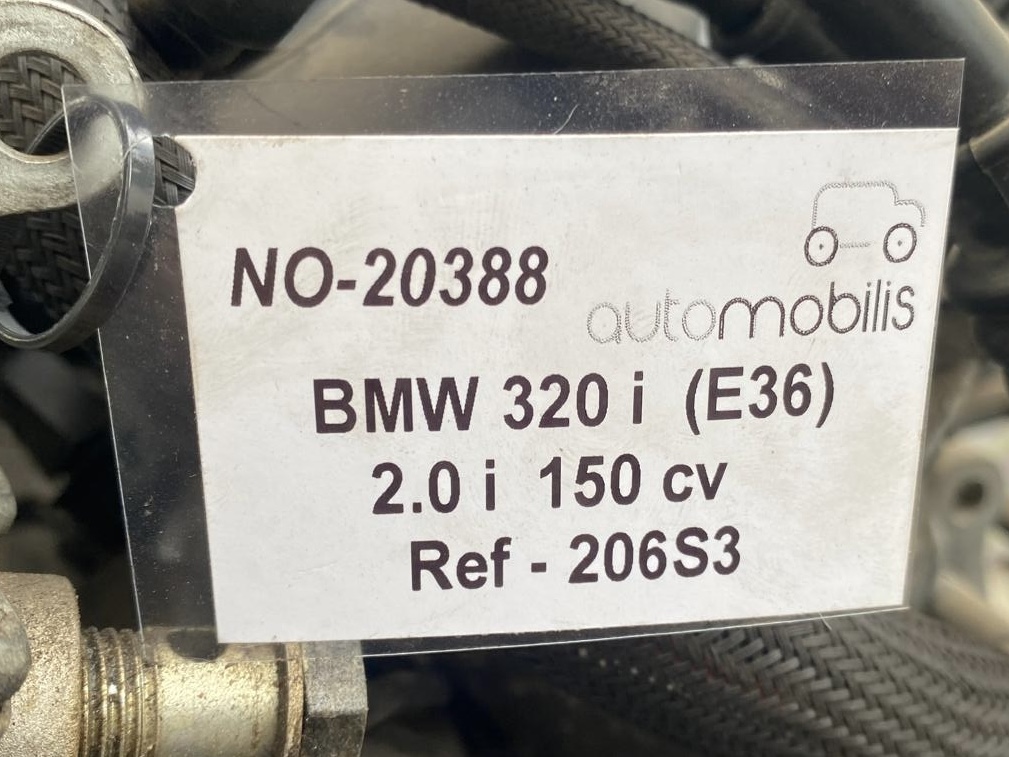 NO-20388
automobilis
BMW 320 i (E36)
2.0 i 150 cv
Ref - 206S3